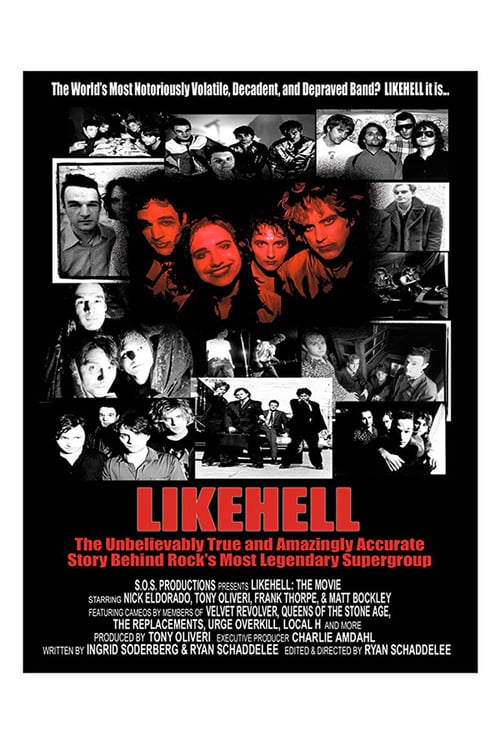 The World's Most Notoriously Volatile, Decadent, and Depraved Band? LIKEHELL it is...
LIKEHELL
The Unbelievably True and Amazingly Accurate
Story Behind Rock's Most Legendary Supergroup
S.O.S. PRODUCTIONS PRESENTS LIKEHELL: THE MOVIE
STARRING NICK ELDORADO, TONY OLIVERI, FRANK THORPE, & MATT BOCKLEY
FEATURING CAMEOS BY MEMBERS OF VELVET REVOLVER, QUEENS OF THE STONE AGE,
THE REPLACEMENTS, URGE OVERKILL, LOCAL H AND MORE
PRODUCED BY TONY OLIVERI EXECUTIVE PRODUCER CHARLIE AMDAHL
WRITTEN BY INGRID SODERBERG & RYAN SCHADDELEE EDITED & DIRECTED BY RYAN SCHADDELEE